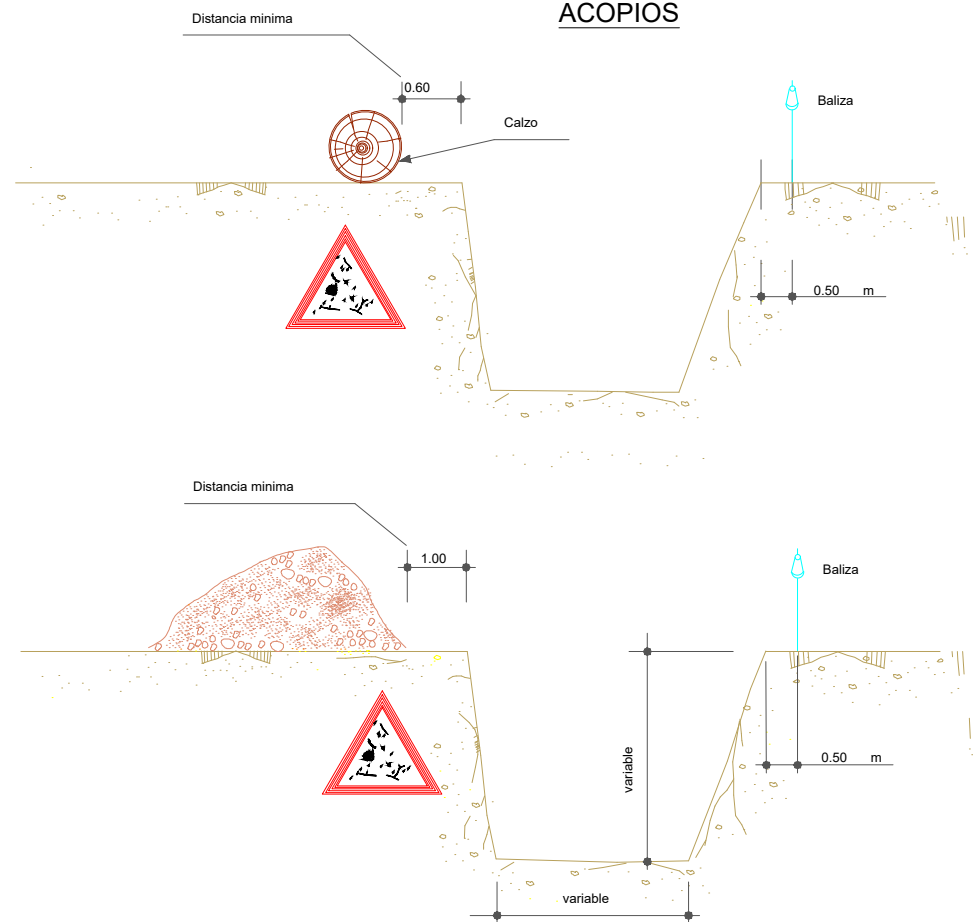 ACOPIOS
Distancia minima
0.60
Baliza
Calzo
0.50 m
Distancia minima
1.00
Baliza
0.50 m
variable
variable